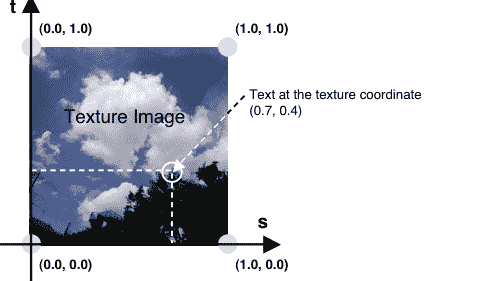 t
(0.0, 1.0)
(1.0, 1.0)
Text at the texture coordinate
(0.7, 0.4)
Texture Image
s
(0.0, 0.0)
(1.0, 0.0)